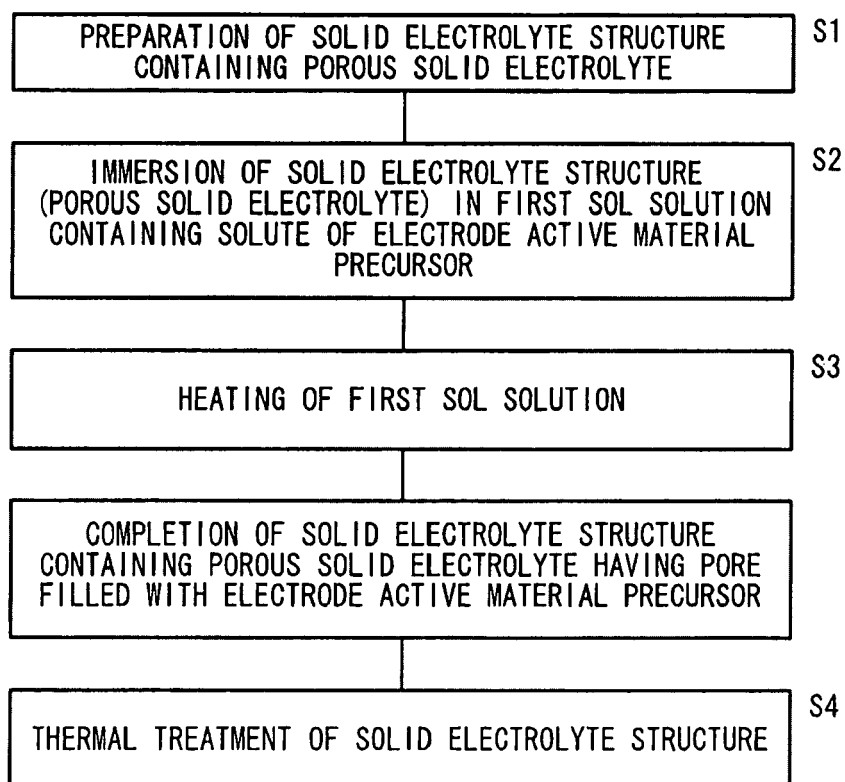 PREPARATION OF SOLID ELECTROLYTE STRUCTURE
CONTAINING POROUS SOLID ELECTROLYTE
S1
IMMERSION OF SOLID ELECTROLYTE STRUCTURE
(POROUS SOLID ELECTROLYTE) IN FIRST SOL SOLUTION
CONTAINING SOLUTE OF ELECTRODE ACTIVE MATERIAL
PRECURSOR
S2
HEATING OF FIRST SOL SOLUTION
S3
COMPLETION OF SOLID ELECTROLYTE STRUCTURE
CONTAINING POROUS SOLID ELECTROLYTE HAVING PORE
FILLED WITH ELECTRODE ACTIVE MATERIAL PRECURSOR
THERMAL TREATMENT OF SOLID ELECTROLYTE STRUCTURE
S4